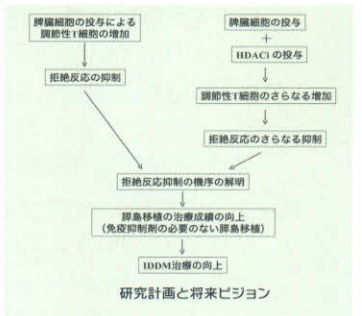 脾臓細胞の投与による
調節性T細胞の増加
拒絶反応の抑制
脾臓細胞の投与
+
HDACiの投与
調節性T細胞のさらなる増加
拒絶反応のさらなる抑制
拒絶反応抑制の機序の解明
膵島移植の治療成績の向上
(免疫抑制剤の必要のない膵島移植)
IDDM治療の向上
研究計画と将来ビジョン